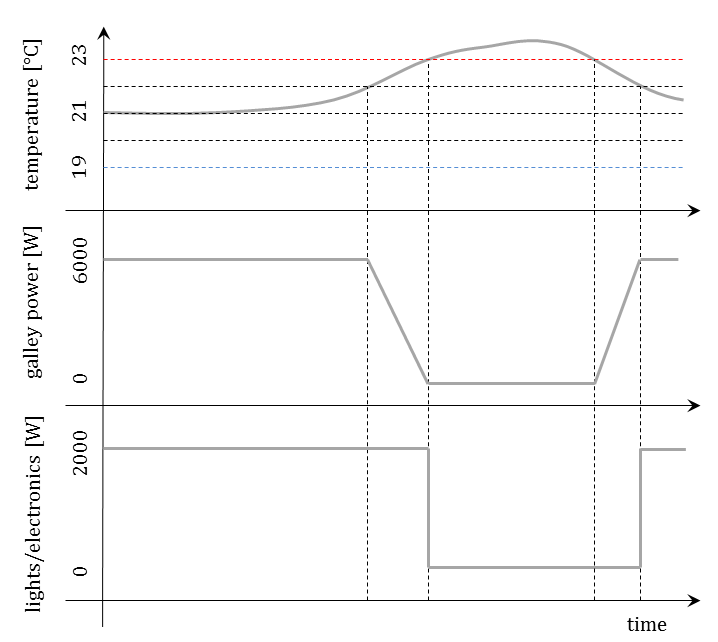 temperature [°C]
23
21
19
galley power [W]
6000
0
lights/electronics [W]
2000
0
time